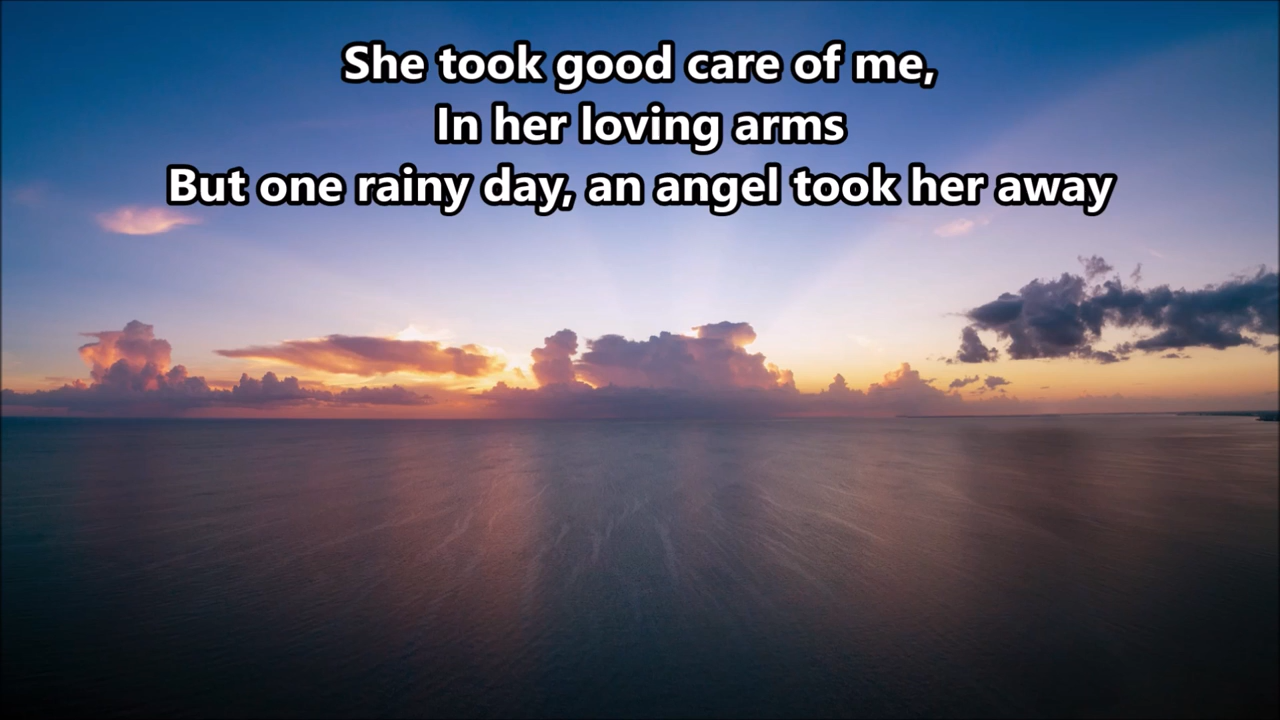 She took good care of me,
In her loving arms
But one rainy day, an angel took her away